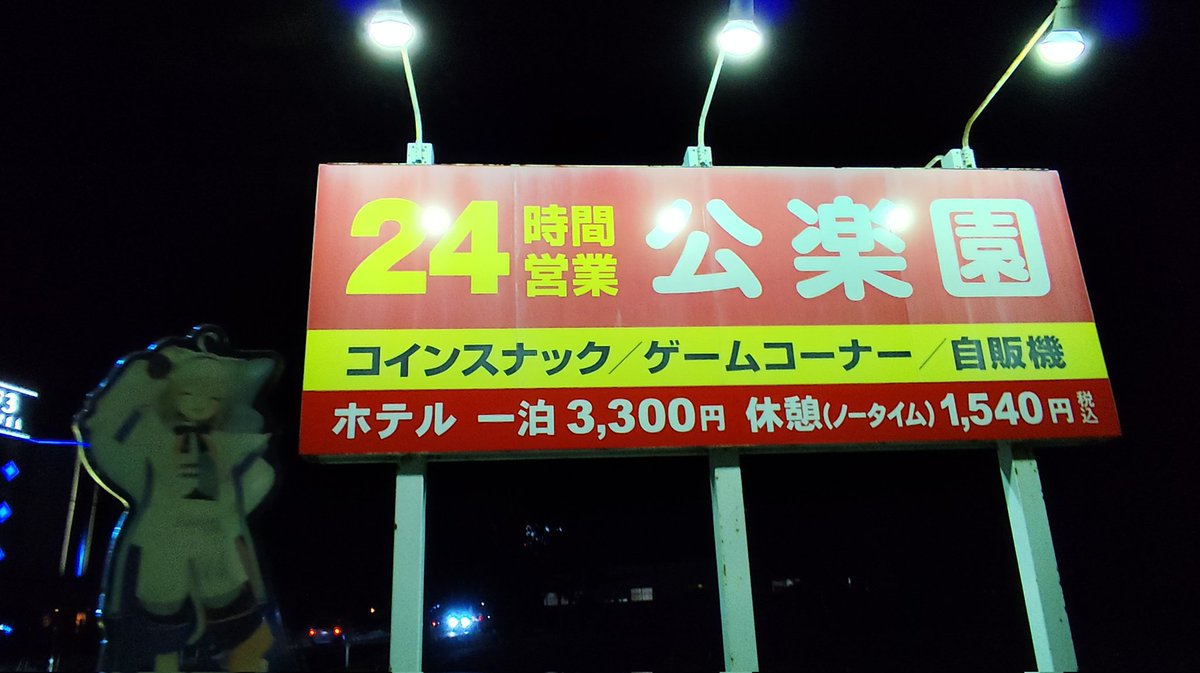 24時間営業 公楽園
コインスナック/ゲームコーナー/自販機
ホテル 一泊 3,300円 休憩(ノータイム) 1,540円 税込